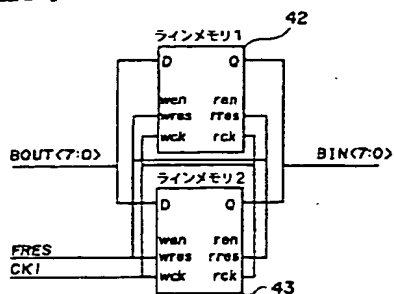 42
ラインメモリ1
D Q
wen ren
wres rres
wck rck
BOUT<7:0> BIN<7:0>
ラインメモリ2
D Q
wen ren
FRES wres rres
CK1 wck rck
43